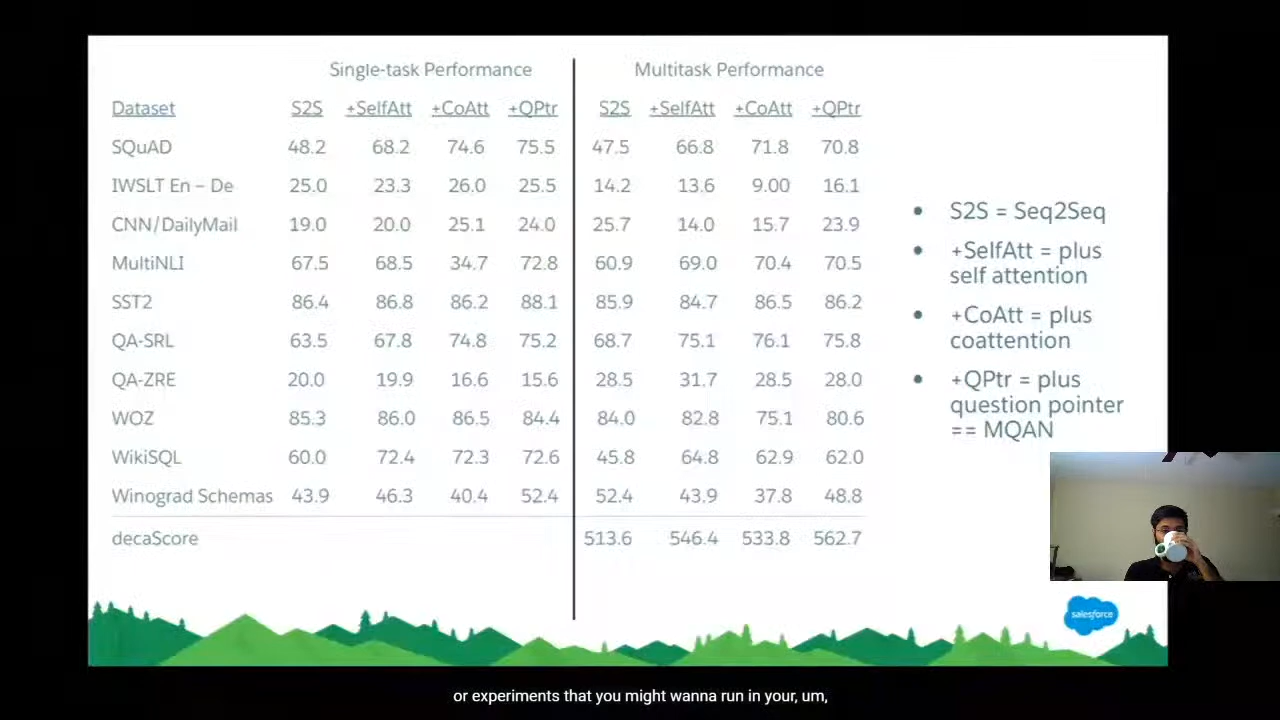 Single-task Performance Multitask Performance
Dataset S2S +SelfAtt +CoAtt +QPtr S2S +SelfAtt +CoAtt +QPtr
SQuAD 48.2 68.2 74.6 75.5 47.5 66.8 71.8 70.8
IWSLT En – De 25.0 23.3 26.0 25.5 14.2 13.6 9.00 16.1
CNN/DailyMail 19.0 20.0 25.1 24.0 25.7 14.0 15.7 23.9
MultiNLI 67.5 68.5 34.7 72.8 60.9 69.0 70.4 70.5
SST2 86.4 86.8 86.2 88.1 85.9 84.7 86.5 86.2
QA-SRL 63.5 67.8 74.8 75.2 68.7 75.1 76.1 75.8
QA-ZRE 20.0 19.9 16.6 15.6 28.5 31.7 28.5 28.0
WOZ 85.3 86.0 86.5 84.4 84.0 82.8 75.1 80.6
WikiSQL 60.0 72.4 72.3 72.6 45.8 64.8 62.9 62.0
Winograd Schemas 43.9 46.3 40.4 52.4 52.4 43.9 37.8 48.8
decaScore 513.6 546.4 533.8 562.7
• S2S = Seq2Seq
• +SelfAtt = plus
self attention
• +CoAtt = plus
coattention
• +QPtr = plus
question pointer
== MQAN
salesforce
or experiments that you might wanna run in your, um,